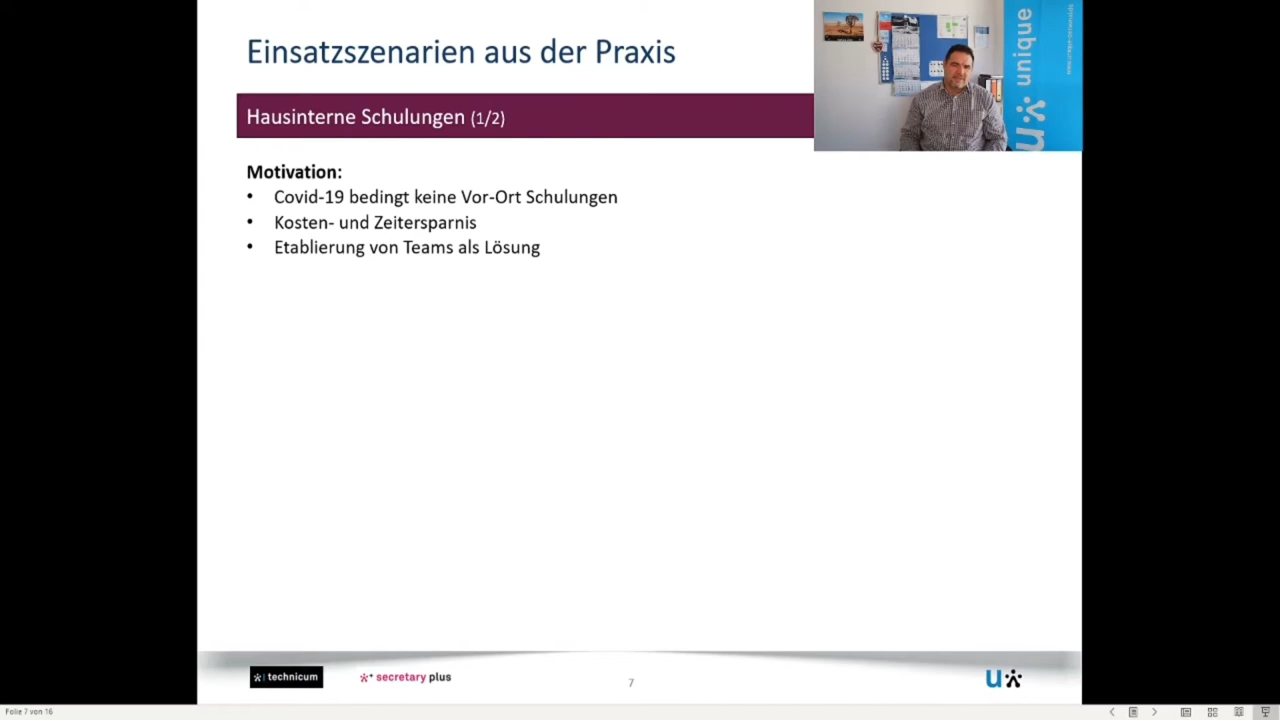 Einsatzszenarien aus der Praxis
unique
Hausinterne Schulungen (1/2)
Motivation:
• Covid-19 bedingt keine Vor-Ort Schulungen
• Kosten- und Zeitersparnis
• Etablierung von Teams als Lösung
technicum
secretary plus
7
u
Folie 7 von 16